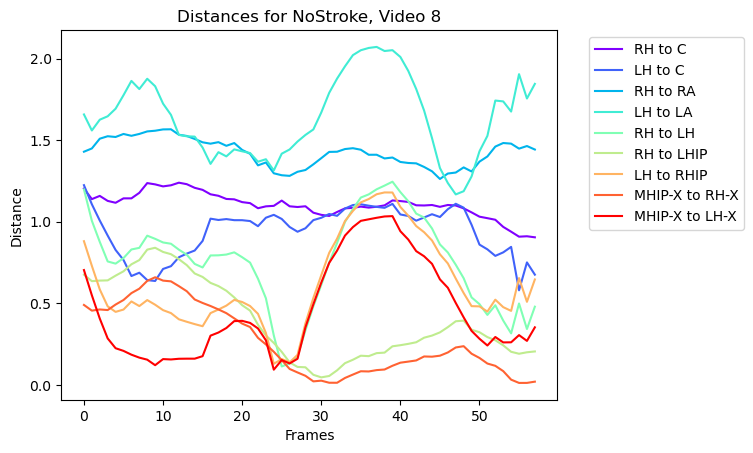 Distances for NoStroke, Video 8
Distance
2.0
1.5
1.0
0.5
0.0
0
10
20
30
40
50
Frames
RH to C
LH to C
RH to RA
LH to LA
RH to LH
RH to LHIP
LH to RHIP
MHIP-X to RH-X
MHIP-X to LH-X